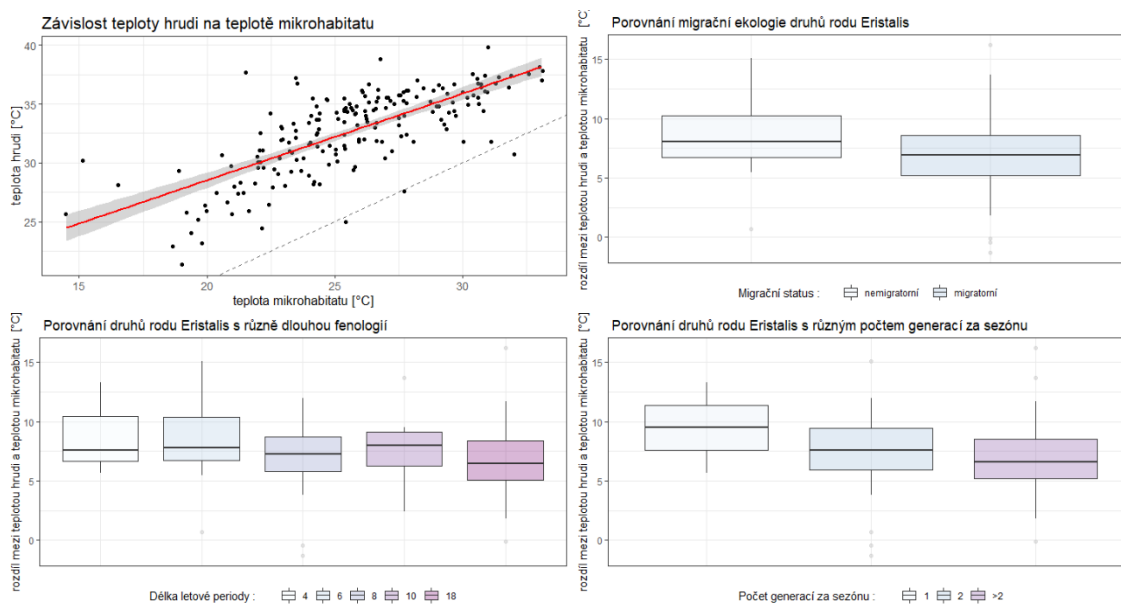 Závislost teploty hrudi na teplotě mikrohabitatu
teplota hrudi [°C]
40
35
30
25
15
20
25
30
teplota mikrohabitatu [°C]
Porovnání migrační ekologie druhů rodu Eristalis
rozdíl mezi teplotou hrudi a teplotou mikrohabitatu [°C]
15
10
5
0
Migrační status : nemigratorní migratorní
Porovnání druhů rodu Eristalis s různě dlouhou fenologií
rozdíl mezi teplotou hrudi a teplotou mikrohabitatu [°C]
15
10
5
0
Délka letové periody : 4 6 8 10 18
Porovnání druhů rodu Eristalis s různým počtem generací za sezónu
rozdíl mezi teplotou hrudi a teplotou mikrohabitatu [°C]
15
10
5
0
Počet generací za sezónu : 1 2 >2